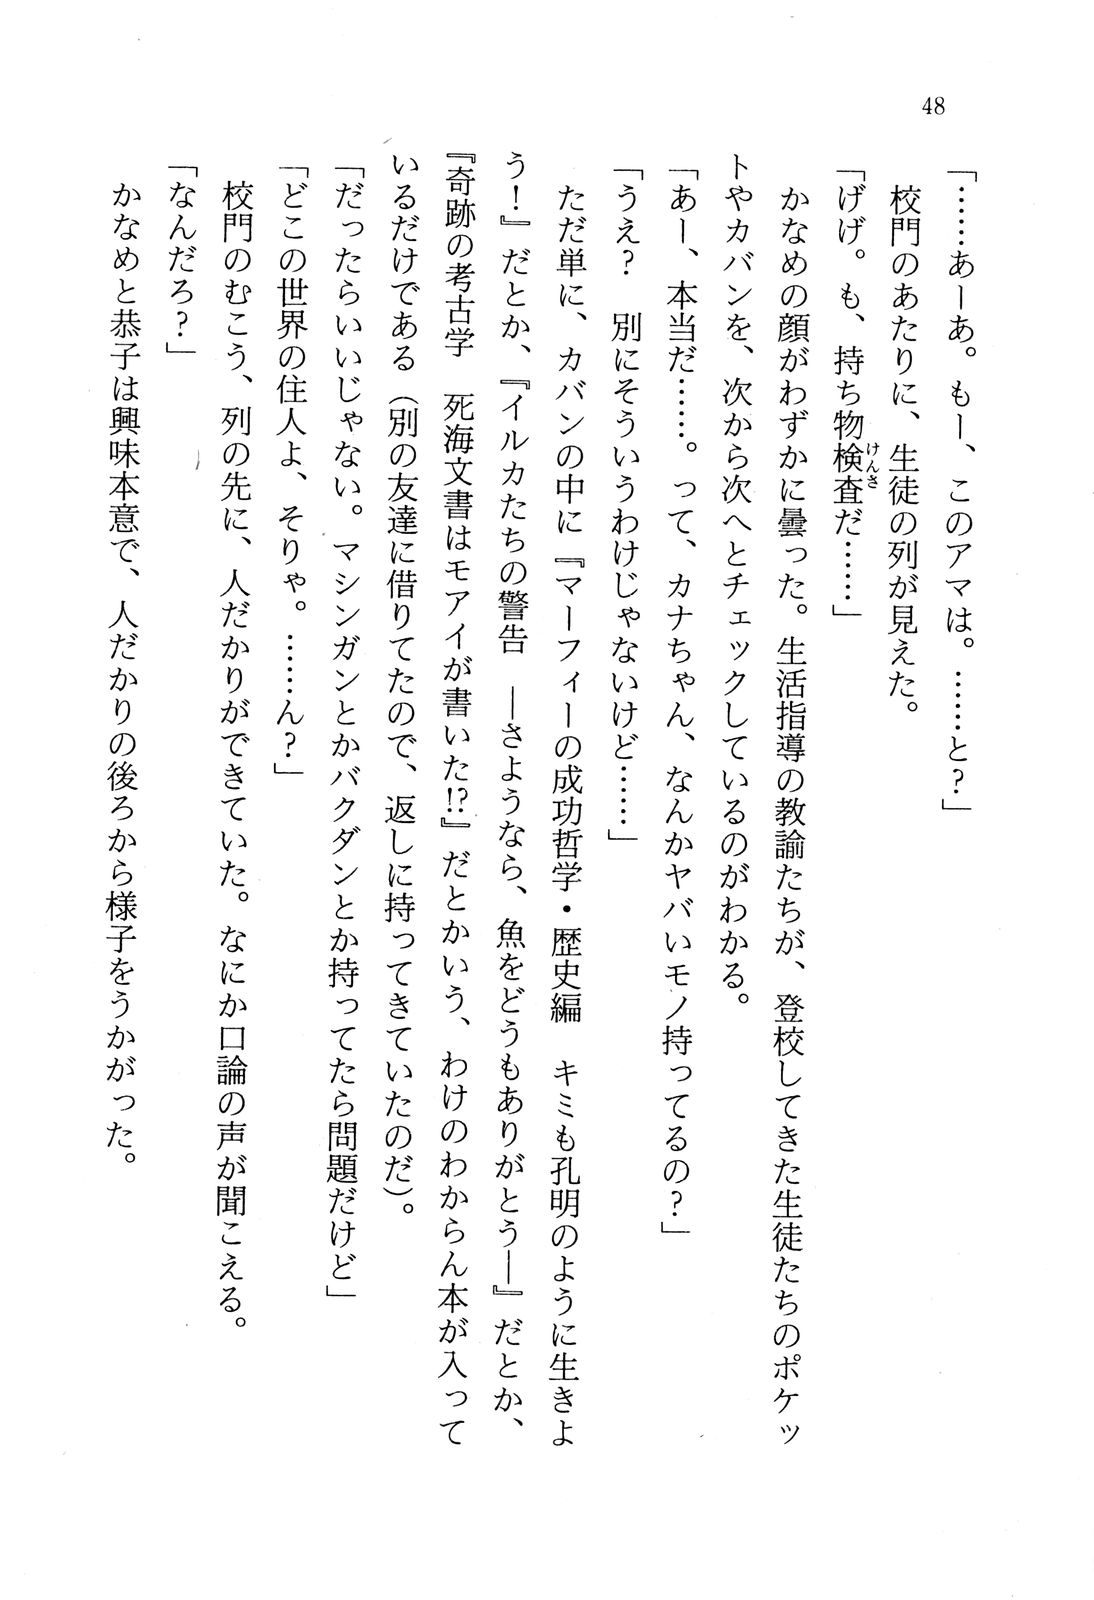 48
「……あーあ。もー、このアマは。……と？」
校門のあたりに、生徒の列が見えた。
「げげ。も、持ち物検査だ……」
けんさ
かなめの顔がわずかに曇った。生活指導の教諭たちが、登校してきた生徒たちのポケッ
トやカバンを、次から次へとチェックしているのがわかる。
「あー、本当だ……。って、カナちゃん、なんかヤバいモノ持ってるの？」
「うえ？　別にそういうわけじゃないけど……」
ただ単に、カバンの中に『マーフィーの成功哲学・歴史編　キミも孔明のように生きよ
う！』だとか、『イルカたちの警告　―さようなら、魚をどうもありがとう―』だとか、
『奇跡の考古学　死海文書はモアイが書いた!?』だとかいう、わけのわからん本が入って
いるだけである（別の友達に借りてたので、返しに持ってきていたのだ）。
「だったらいいじゃない。マシンガンとかバクダンとか持ってたら問題だけど」
「どこの世界の住人よ、そりゃ。……ん？」
校門のむこう、列の先に、人だかりができていた。なにか口論の声が聞こえる。
「なんだろ？」
かなめと恭子は興味本意で、人だかりの後ろから様子をうかがった。